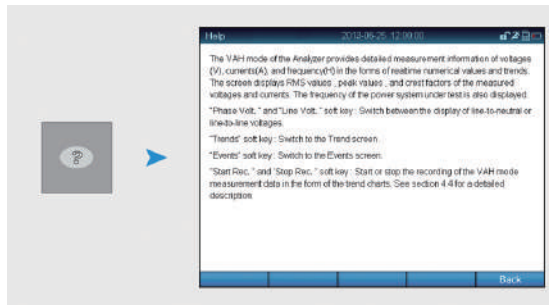 ?
Help 2012-06-25 12:09:00
The VAH mode of the Analyzer provides detailed measurement information of voltages
(V), currents(A), and frequency(H) in the forms of realtime numerical values and trends.
The screen displays RMS values , peak values , and crest factors of the measured
voltages and currents. The frequency of the power system under test is also displayed.
"Phase Volt. " and "Line Volt. " soft key : Switch between the display of line-to-neutral or
line-to-line voltages.
"Trends" soft key : Switch to the Trend screen.
"Events" soft key : Switch to the Events screen.
"Start Rec. " and "Stop Rec. " soft key : Start or stop the recording of the VAH mode
measurement data in the form of the trend charts. See section 4.4 for a detailed
description
Back